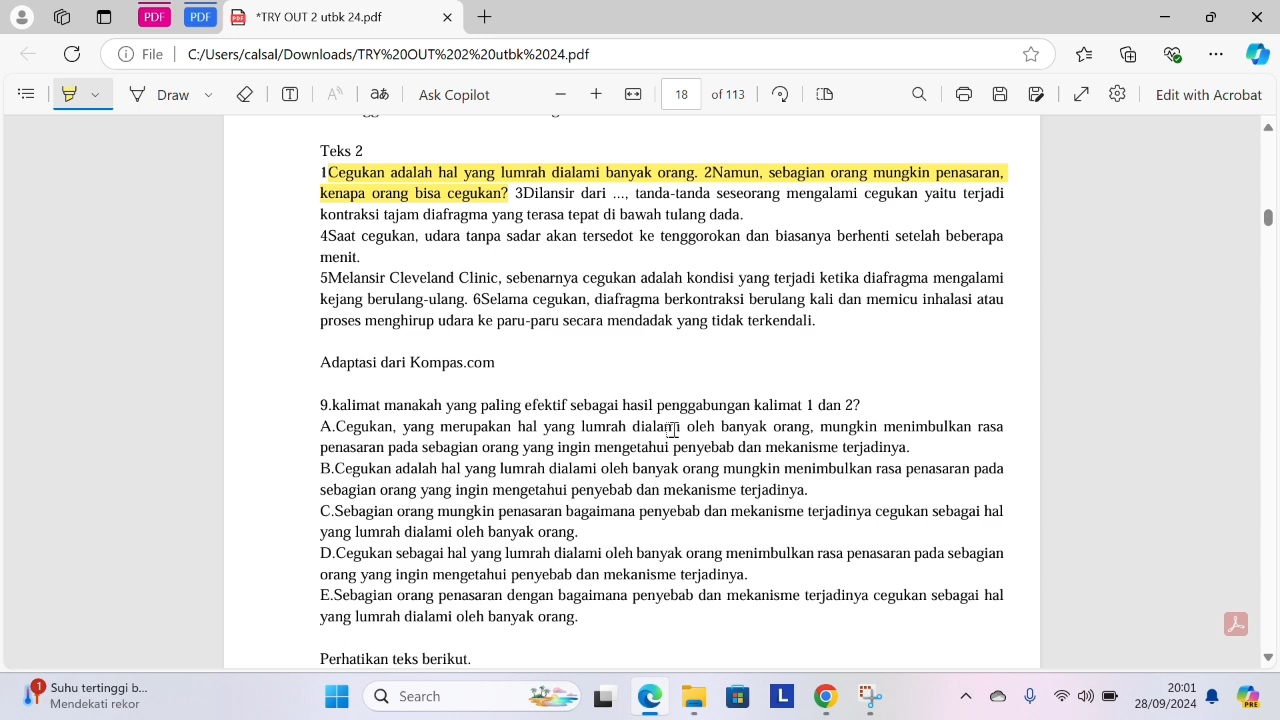 PDF
PDF
*TRY OUT 2 utbk 24.pdf
File
C:/Users/calsal/Downloads/TRY%20OUT%202%20utbk%2024.pdf
Draw
Ask Copilot
18
of 113
Edit with Acrobat
Teks 2
1Cegukan adalah hal yang lumrah dialami banyak orang. 2Namun, sebagian orang mungkin penasaran,
kenapa orang bisa cegukan? 3Dilansir dari ..., tanda-tanda seseorang mengalami cegukan yaitu terjadi
kontraksi tajam diafragma yang terasa tepat di bawah tulang dada.
4Saat cegukan, udara tanpa sadar akan tersedot ke tenggorokan dan biasanya berhenti setelah beberapa
menit.
5Melansir Cleveland Clinic, sebenarnya cegukan adalah kondisi yang terjadi ketika diafragma mengalami
kejang berulang-ulang. 6Selama cegukan, diafragma berkontraksi berulang kali dan memicu inhalasi atau
proses menghirup udara ke paru-paru secara mendadak yang tidak terkendali.
Adaptasi dari Kompas.com
9.kalimat manakah yang paling efektif sebagai hasil penggabungan kalimat 1 dan 2?
A.Cegukan, yang merupakan hal yang lumrah dialami oleh banyak orang, mungkin menimbulkan rasa
penasaran pada sebagian orang yang ingin mengetahui penyebab dan mekanisme terjadinya.
B.Cegukan adalah hal yang lumrah dialami oleh banyak orang mungkin menimbulkan rasa penasaran pada
sebagian orang yang ingin mengetahui penyebab dan mekanisme terjadinya.
C.Sebagian orang mungkin penasaran bagaimana penyebab dan mekanisme terjadinya cegukan sebagai hal
yang lumrah dialami oleh banyak orang.
D.Cegukan sebagai hal yang lumrah dialami oleh banyak orang menimbulkan rasa penasaran pada sebagian
orang yang ingin mengetahui penyebab dan mekanisme terjadinya.
E.Sebagian orang penasaran dengan bagaimana penyebab dan mekanisme terjadinya cegukan sebagai hal
yang lumrah dialami oleh banyak orang.
Perhatikan teks berikut.
1
Suhu tertinggi b...
Mendekati rekor
Search
L
20:01
28/09/2024
PRE